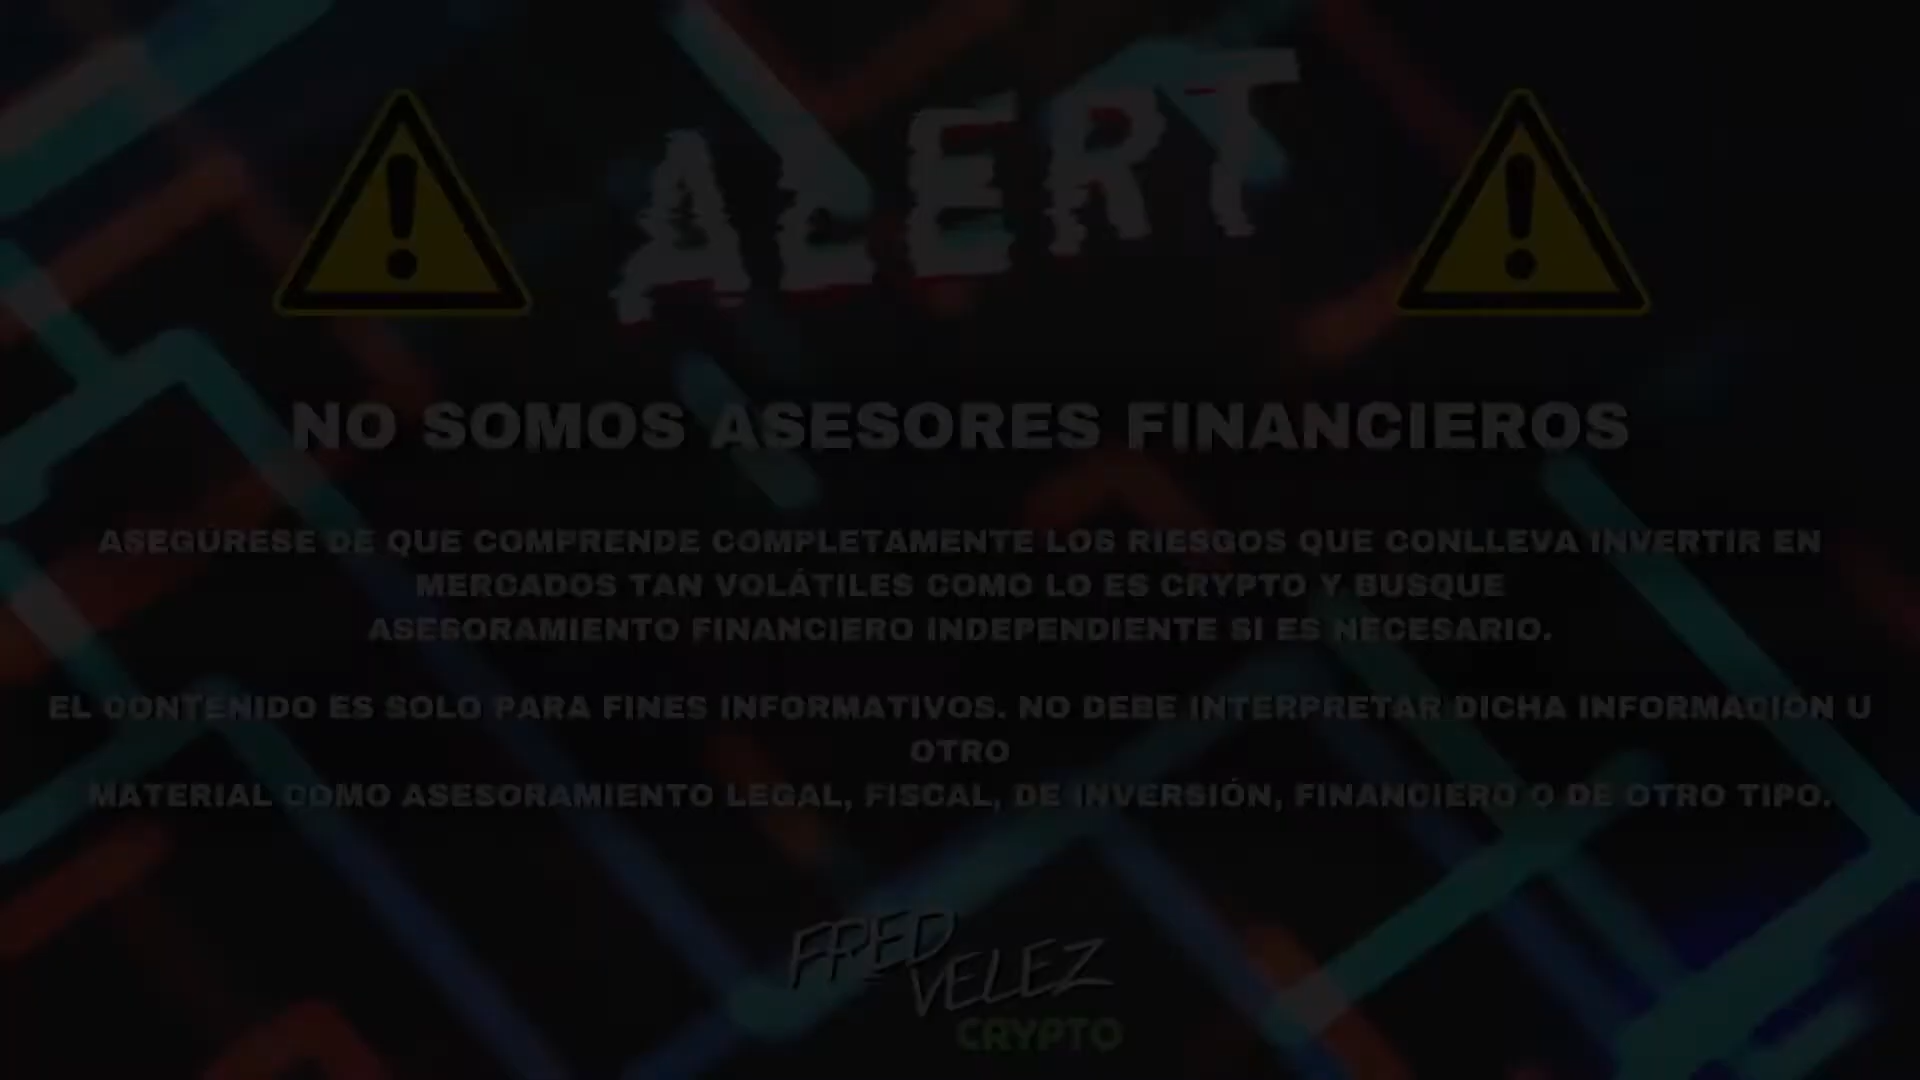 ALERT
NO SOMOS ASESORES FINANCIEROS
ASEGÚRESE DE QUE COMPRENDE COMPLETAMENTE LOS RIESGOS QUE CONLLEVA INVERTIR EN
MERCADOS TAN VOLÁTILES COMO LO ES CRYPTO Y BUSQUE
ASESORAMIENTO FINANCIERO INDEPENDIENTE SI ES NECESARIO.
EL CONTENIDO ES SOLO PARA FINES INFORMATIVOS. NO DEBE INTERPRETAR DICHA INFORMACIÓN U
OTRO
MATERIAL COMO ASESORAMIENTO LEGAL, FISCAL, DE INVERSIÓN, FINANCIERO O DE OTRO TIPO.
FRED
VELEZ
CRYPTO